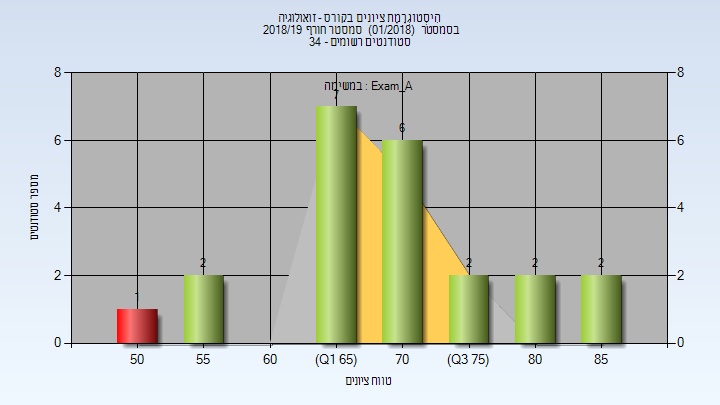 היסטוגרמת ציונים בקורס - זואולוגיה
בסמסטר (01/2018) סמסטר חורף 2018/19
סטודנטים רשומים - 34
במשימה : Exam_A
8
6
4
2
0
8
6
4
2
0
מספר סטודנטים
1
2
7
6
2
2
2
50
55
60
(Q1 65)
70
(Q3 75)
80
85
טווח ציונים